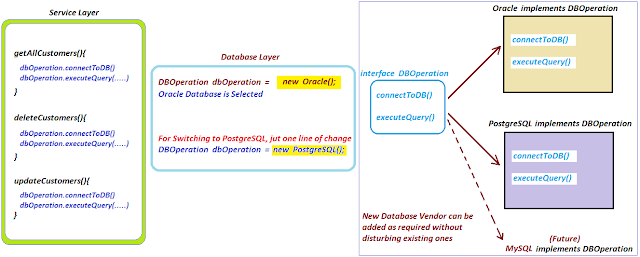 Service Layer
getAllCustomers(){
dbOperation.connectToDB()
dbOperation.executeQuery(.....)
}
deleteCustomers(){
dbOperation.connectToDB()
dbOperation.executeQuery(.....)
}
updateCustomers(){
dbOperation.connectToDB()
dbOperation.executeQuery(.....)
}
Database Layer
DBOperation dbOperation = new Oracle();
Oracle Database is Selected
For Switching to PostgreSQL, jut one line of change
DBOperation dbOperation = new PostgreSQL();
interface DBOperation
connectToDB()
executeQuery()
Oracle implements DBOperation
connectToDB()
executeQuery()
PostgreSQL implements DBOperation
connectToDB()
executeQuery()
New Database Vendor can be
added as required without
disturbing existing ones
(Future)
MySQL implements DBOperation